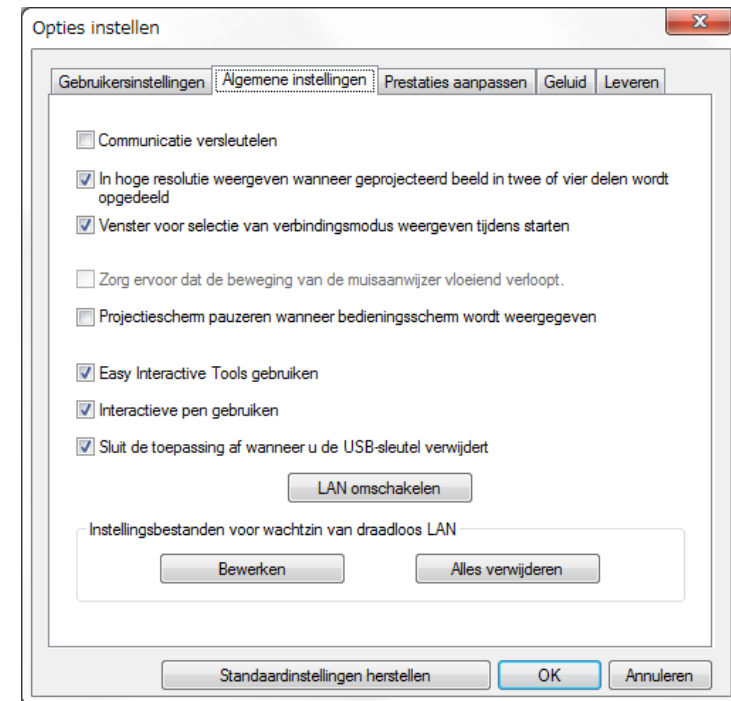 Opties instellen
Gebruikersinstellingen
Algemene instellingen
Prestaties aanpassen
Geluid
Leveren
Communicatie versleutelen
In hoge resolutie weergeven wanneer geprojecteerd beeld in twee of vier delen wordt
opgedeeld
Venster voor selectie van verbindingsmodus weergeven tijdens starten
Zorg ervoor dat de beweging van de muisaanwijzer vloeiend verloopt.
Projectiescherm pauzeren wanneer bedieningsscherm wordt weergegeven
Easy Interactive Tools gebruiken
Interactieve pen gebruiken
Sluit de toepassing af wanneer u de USB-sleutel verwijdert
LAN omschakelen
Instellingsbestanden voor wachtzin van draadloos LAN
Bewerken
Alles verwijderen
Standaardinstellingen herstellen
OK
Annuleren